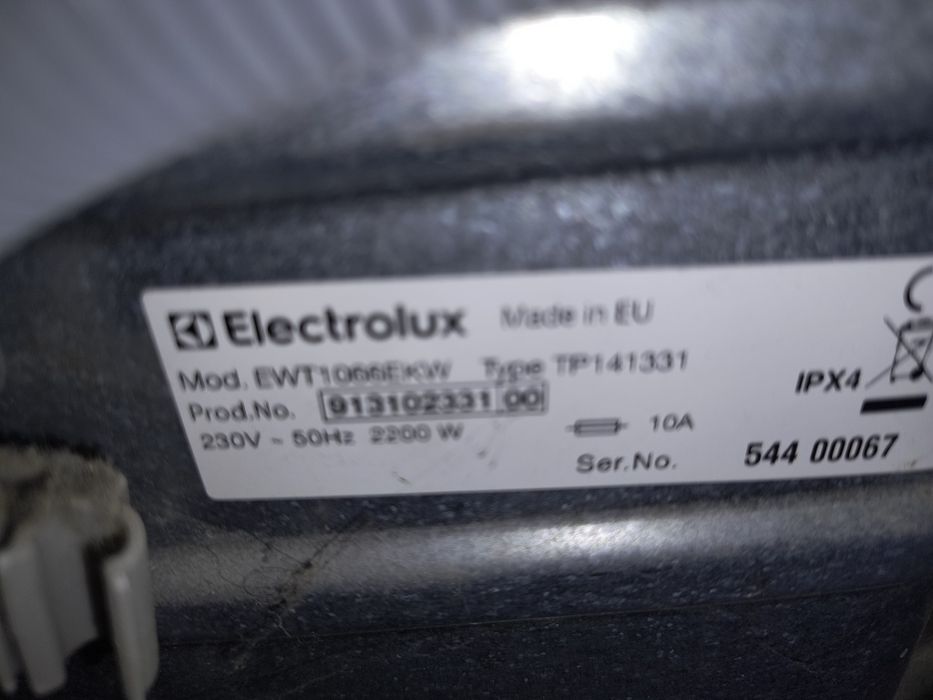 Electrolux Made in EU
Mod. EWT1066EKW Type TP141331
Prod.No. 913102331 00
IPX4
230V ~ 50Hz 2200 W 10A
Ser.No. 544 00067